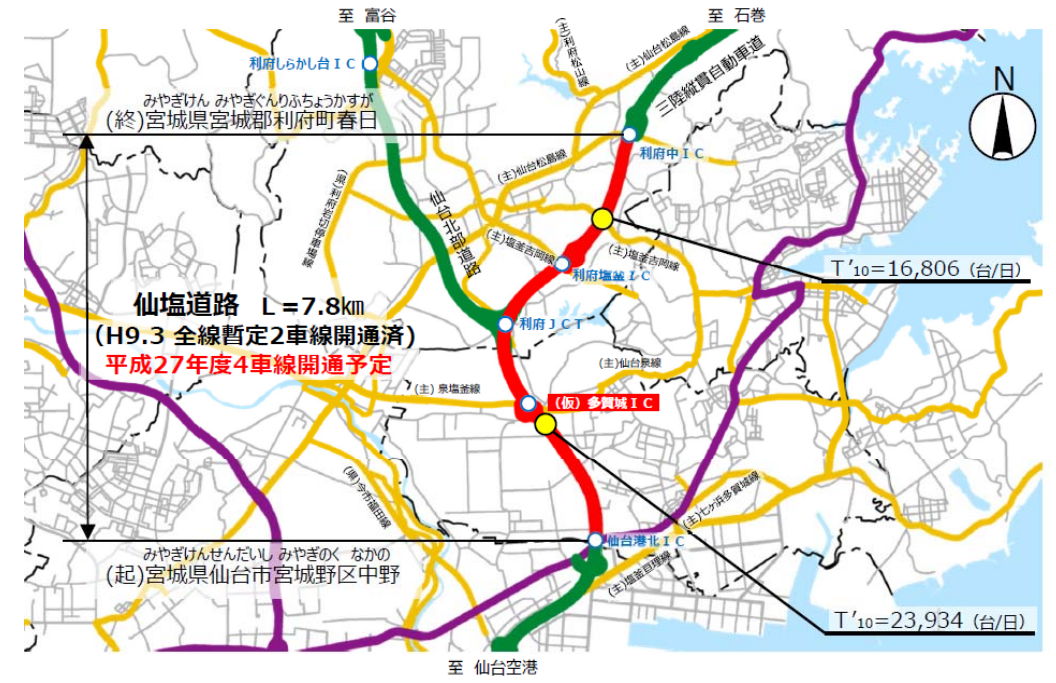 至 富谷
至 石巻
(主)利府松山線
(主)仙台松島線
利府しらかし台ＩＣ
三陸縦貫自動車道
N
みやぎけん みやぎぐんりふちょうかすが
(終)宮城県宮城郡利府町春日
利府中ＩＣ
(主)仙台松島線
(県)利府岩切停車場線
仙台北部道路
(主)塩釜吉岡線
(主)塩釜吉岡線
利府塩釜ＩＣ
T’10＝16,806 (台/日)
仙塩道路　Ｌ＝7.8㎞
(H9.3 全線暫定2車線開通済)
平成27年度4車線開通予定
利府ＪＣＴ
(主)仙台泉線
(主) 泉塩釜線
(仮) 多賀城ＩＣ
(県)今市福田線
(主)七ヶ浜多賀城線
仙台港北ＩＣ
みやぎけんせんだいし みやぎのく なかの
(起)宮城県仙台市宮城野区中野
(主)塩釜亘理線
T’10＝23,934 (台/日)
至 仙台空港